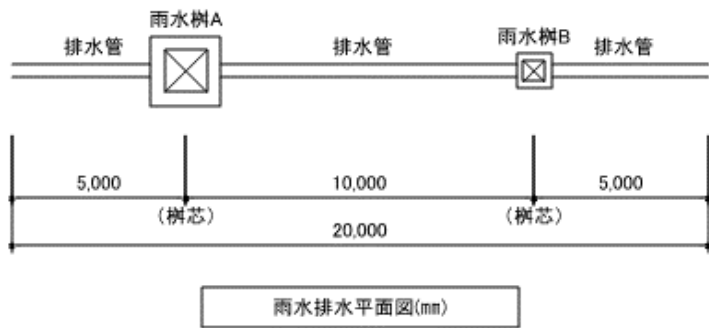 雨水桝A
排水管 排水管 雨水桝B 排水管
5,000 10,000 5,000
(桝芯) (桝芯)
20,000
雨水排水平面図(mm)